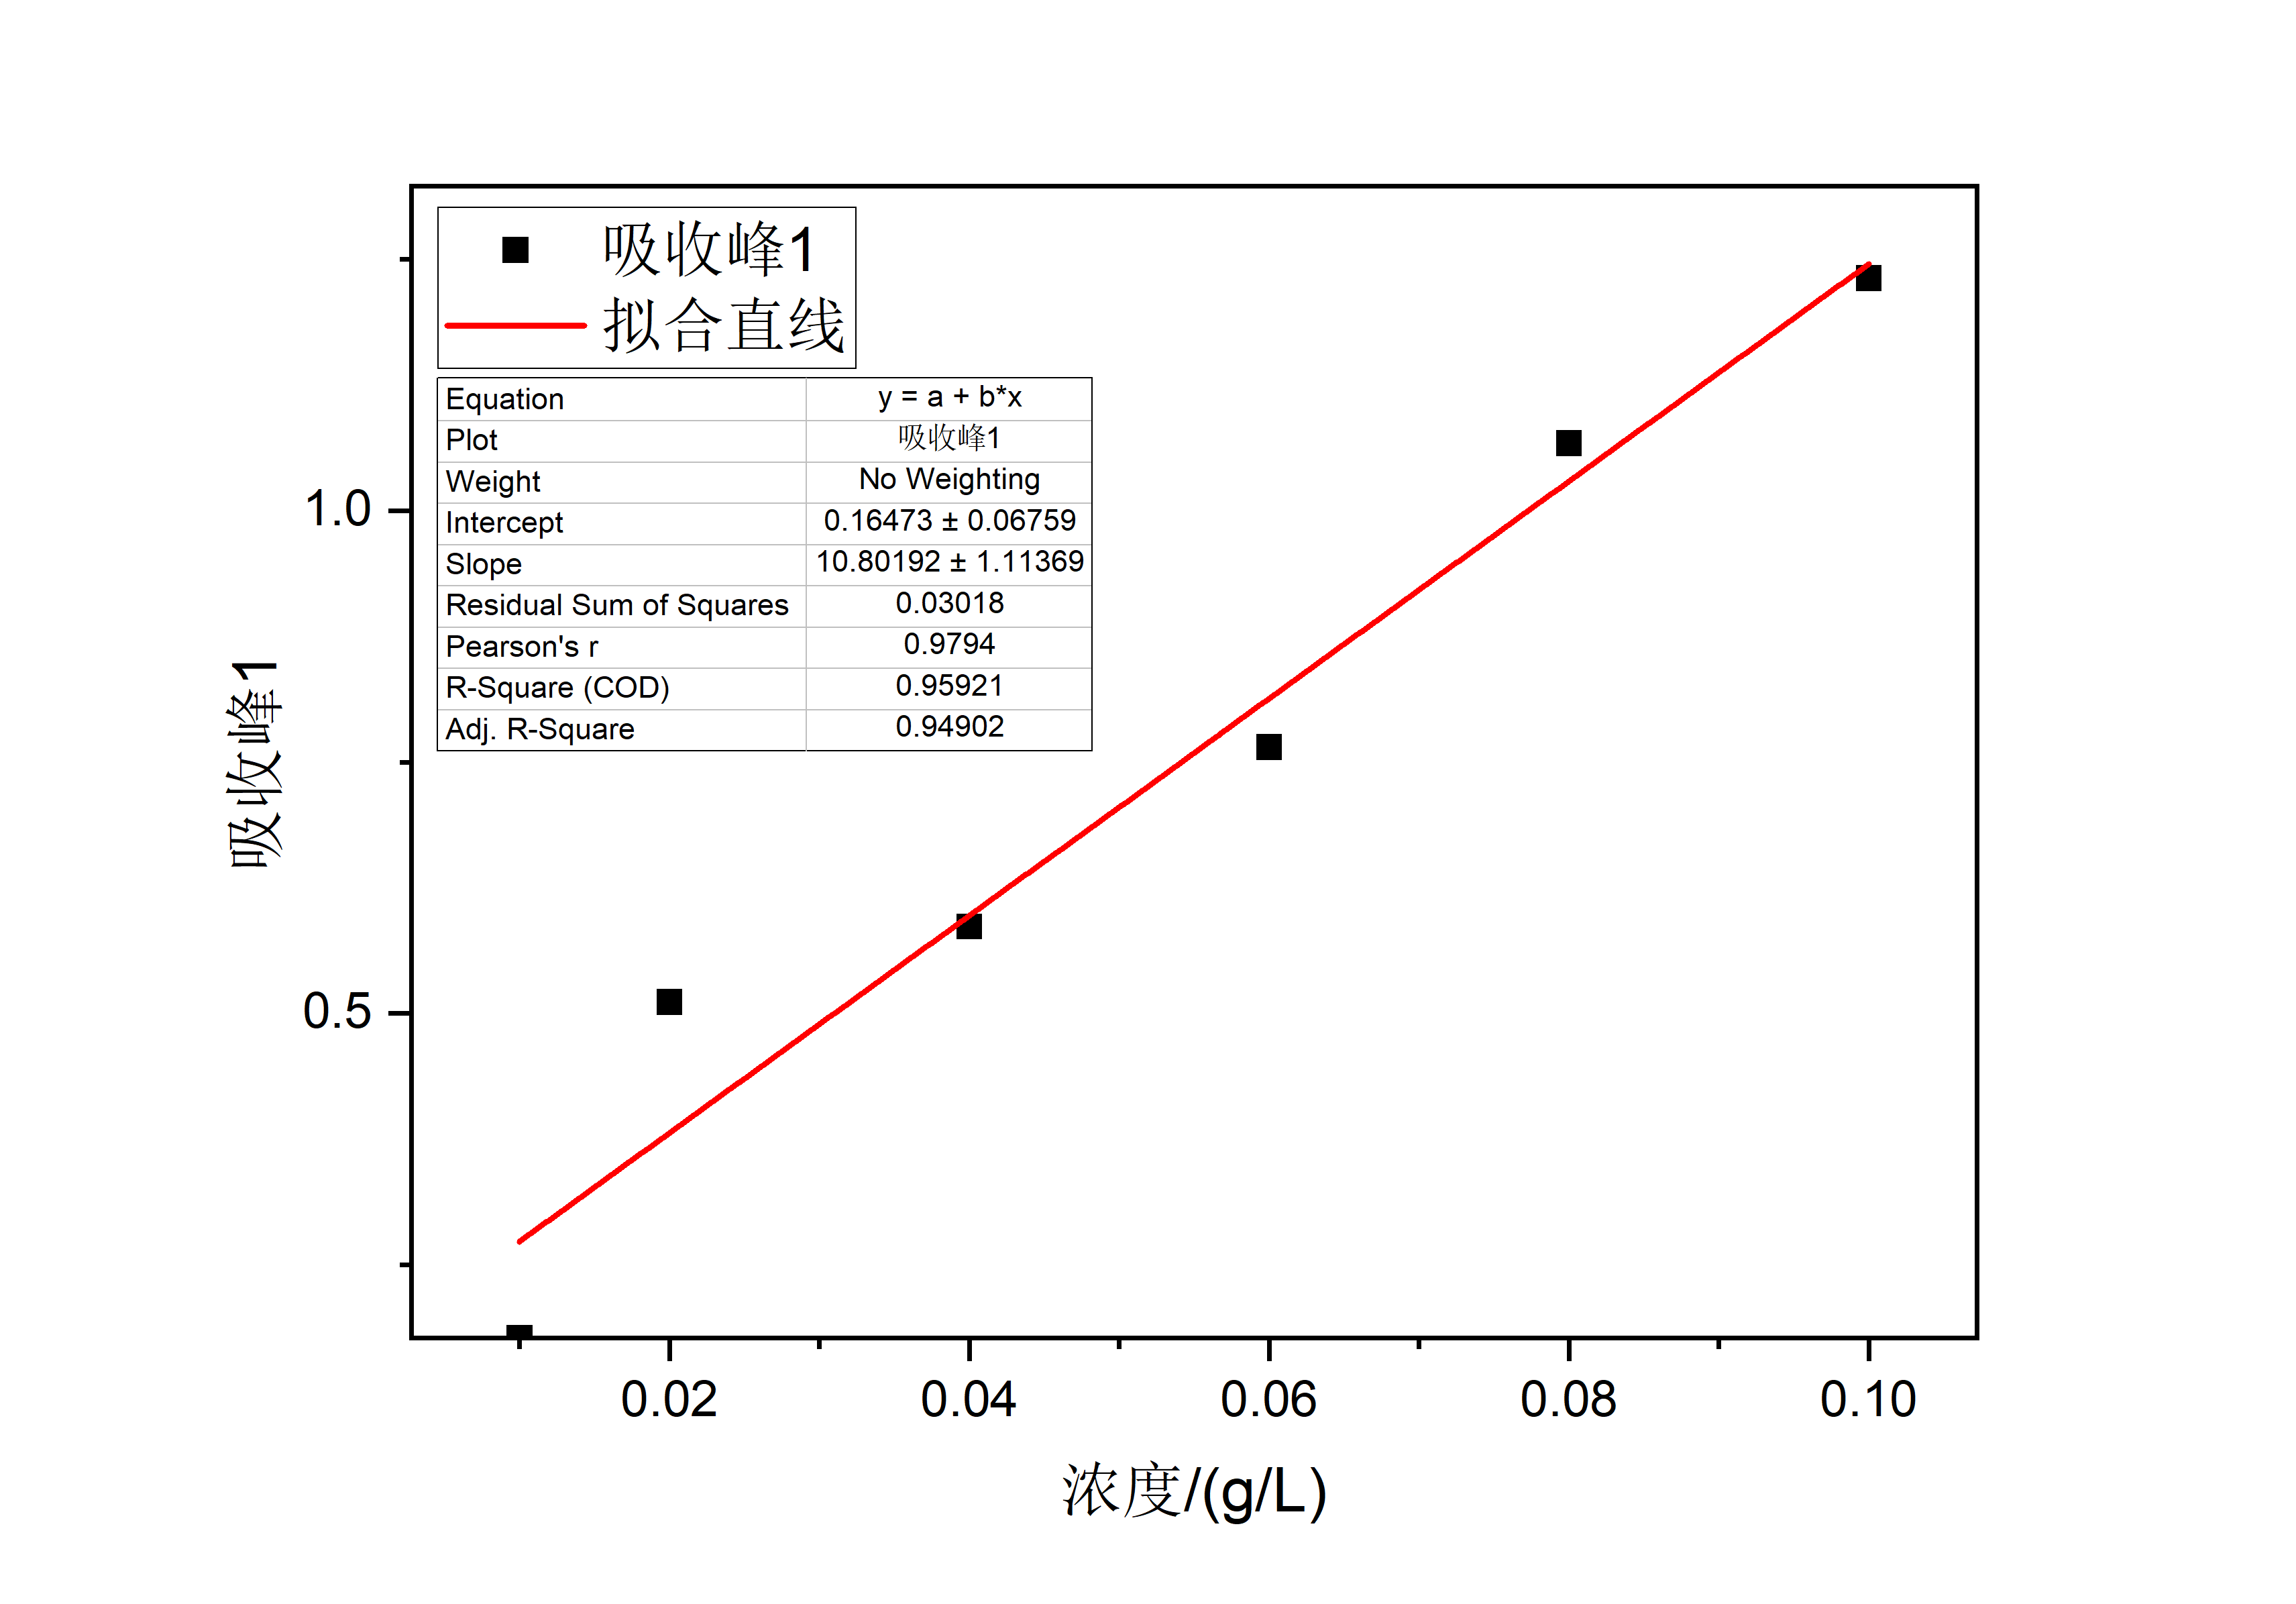 吸收峰1
拟合直线
Equation y = a + b*x
Plot 吸收峰1
Weight No Weighting
Intercept 0.16473 ± 0.06759
Slope 10.80192 ± 1.11369
Residual Sum of Squares 0.03018
Pearson's r 0.9794
R-Square (COD) 0.95921
Adj. R-Square 0.94902
1.0
0.5
吸收峰1
0.02 0.04 0.06 0.08 0.10
浓度/(g/L)